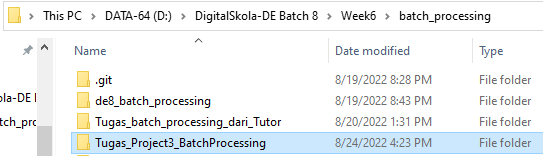 This PC > DATA-64 (D:) > DigitalSkola-DE Batch 8 > Week6 > batch_processing
Name Date modified Type
.git 8/19/2022 8:28 PM File folder
ola-DE B de8_batch_processing 8/19/2022 8:43 PM File folder
Tugas_batch_processing_dari_Tutor 8/20/2022 1:31 PM File folder
tch_proc Tugas_Project3_BatchProcessing 8/24/2022 4:23 PM File folder